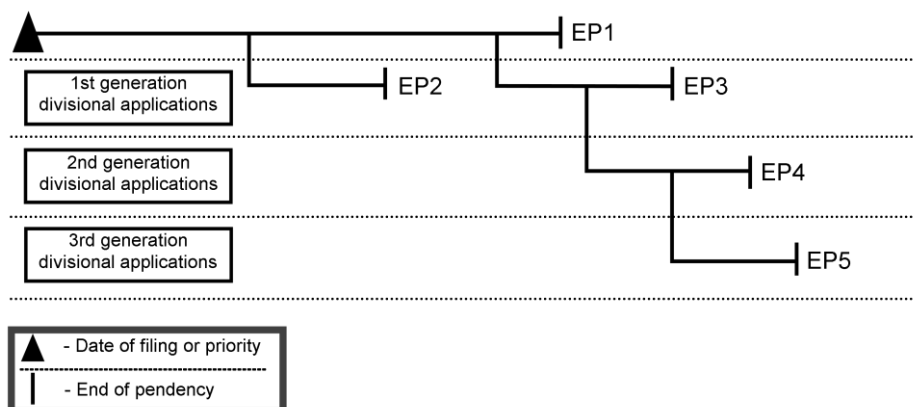 EP1
1st generation
divisional applications
EP2
EP3
2nd generation
divisional applications
EP4
3rd generation
divisional applications
EP5
- Date of filing or priority
- End of pendency